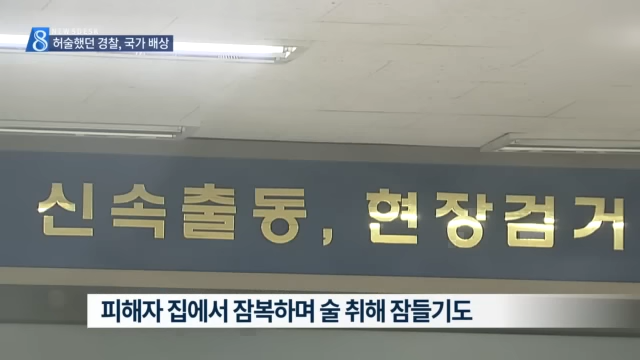 NEWSDESK
8 허술했던 경찰, 국가 배상
신속출동, 현장검거
피해자 집에서 잠복하며 술 취해 잠들기도